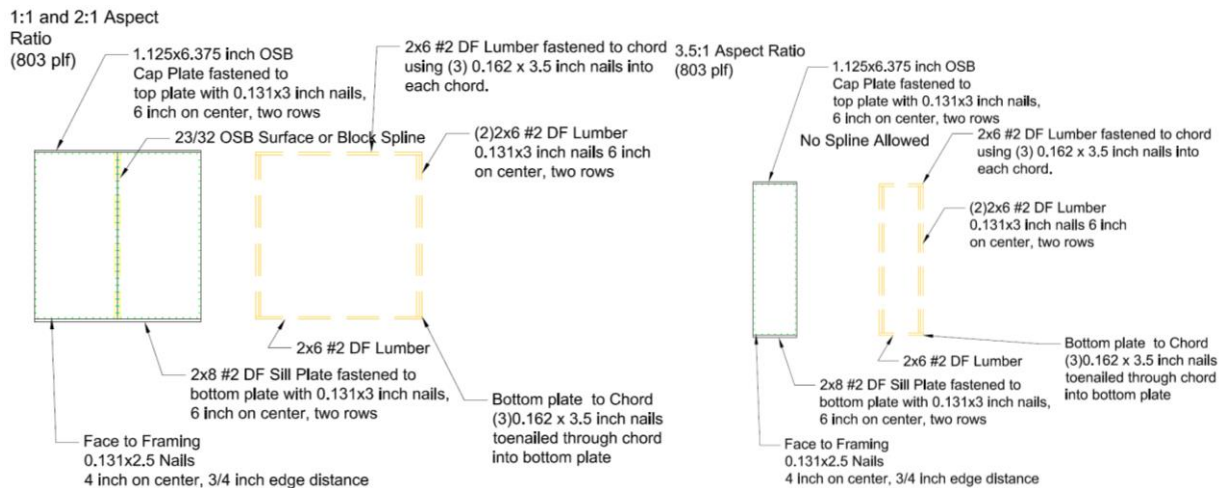 1:1 and 2:1 Aspect
Ratio
(803 plf)
1.125x6.375 inch OSB
Cap Plate fastened to
top plate with 0.131x3 inch nails,
6 inch on center, two rows
23/32 OSB Surface or Block Spline
2x6 #2 DF Lumber fastened to chord
using (3) 0.162 x 3.5 inch nails into
each chord.
(2)2x6 #2 DF Lumber
0.131x3 inch nails 6 inch
on center, two rows
2x6 #2 DF Lumber
2x8 #2 DF Sill Plate fastened to
bottom plate with 0.131x3 inch nails,
6 inch on center, two rows
Bottom plate to Chord
(3)0.162 x 3.5 inch nails
toenailed through chord
into bottom plate
Face to Framing
0.131x2.5 Nails
4 inch on center, 3/4 inch edge distance
3.5:1 Aspect Ratio
(803 plf)
1.125x6.375 inch OSB
Cap Plate fastened to
top plate with 0.131x3 inch nails,
6 inch on center, two rows
No Spline Allowed
2x6 #2 DF Lumber fastened to chord
using (3) 0.162 x 3.5 inch nails into
each chord.
(2)2x6 #2 DF Lumber
0.131x3 inch nails 6 inch
on center, two rows
2x6 #2 DF Lumber
2x8 #2 DF Sill Plate fastened to
bottom plate with 0.131x3 inch nails,
6 inch on center, two rows
Bottom plate to Chord
(3)0.162 x 3.5 inch nails
toenailed through chord
into bottom plate
Face to Framing
0.131x2.5 Nails
4 inch on center, 3/4 inch edge distance